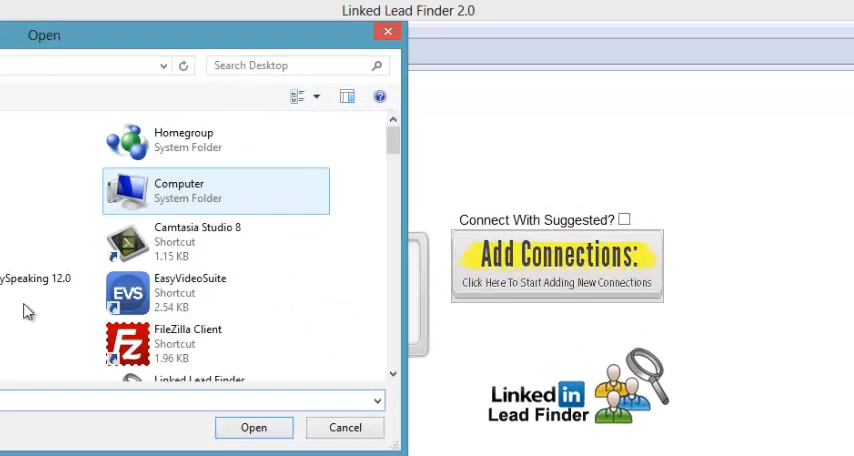 Linked Lead Finder 2.0
Open
Search Desktop
Homegroup
System Folder
Computer
System Folder
Camtasia Studio 8
Shortcut
1.15 KB
ySpeaking 12.0
EasyVideoSuite
EVS
Shortcut
2.54 KB
FileZilla Client
Fz
Shortcut
1.96 KB
Linked Lead Finder
Open
Cancel
Connect With Suggested?
Add Connections:
Click Here To Start Adding New Connections
Linked in
Lead Finder